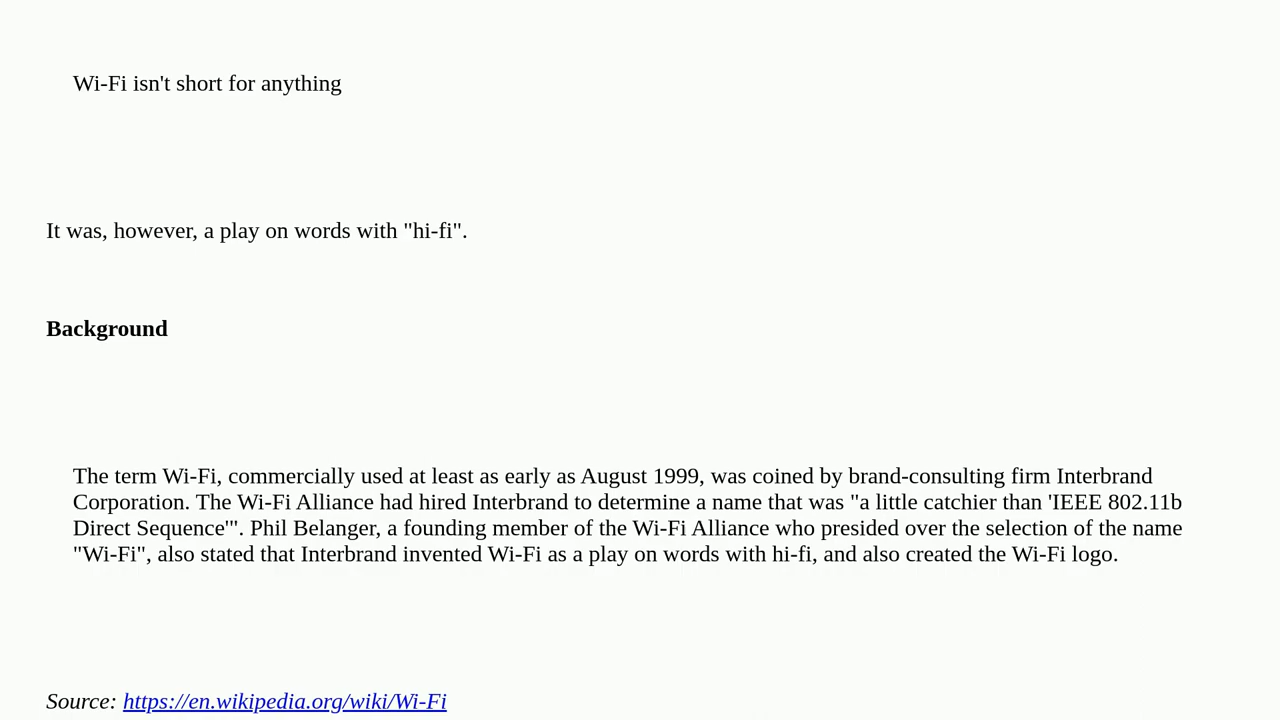 Wi-Fi isn't short for anything
It was, however, a play on words with "hi-fi".
Background
The term Wi-Fi, commercially used at least as early as August 1999, was coined by brand-consulting firm Interbrand
Corporation. The Wi-Fi Alliance had hired Interbrand to determine a name that was "a little catchier than 'IEEE 802.11b
Direct Sequence'". Phil Belanger, a founding member of the Wi-Fi Alliance who presided over the selection of the name
"Wi-Fi", also stated that Interbrand invented Wi-Fi as a play on words with hi-fi, and also created the Wi-Fi logo.
Source: https://en.wikipedia.org/wiki/Wi-Fi